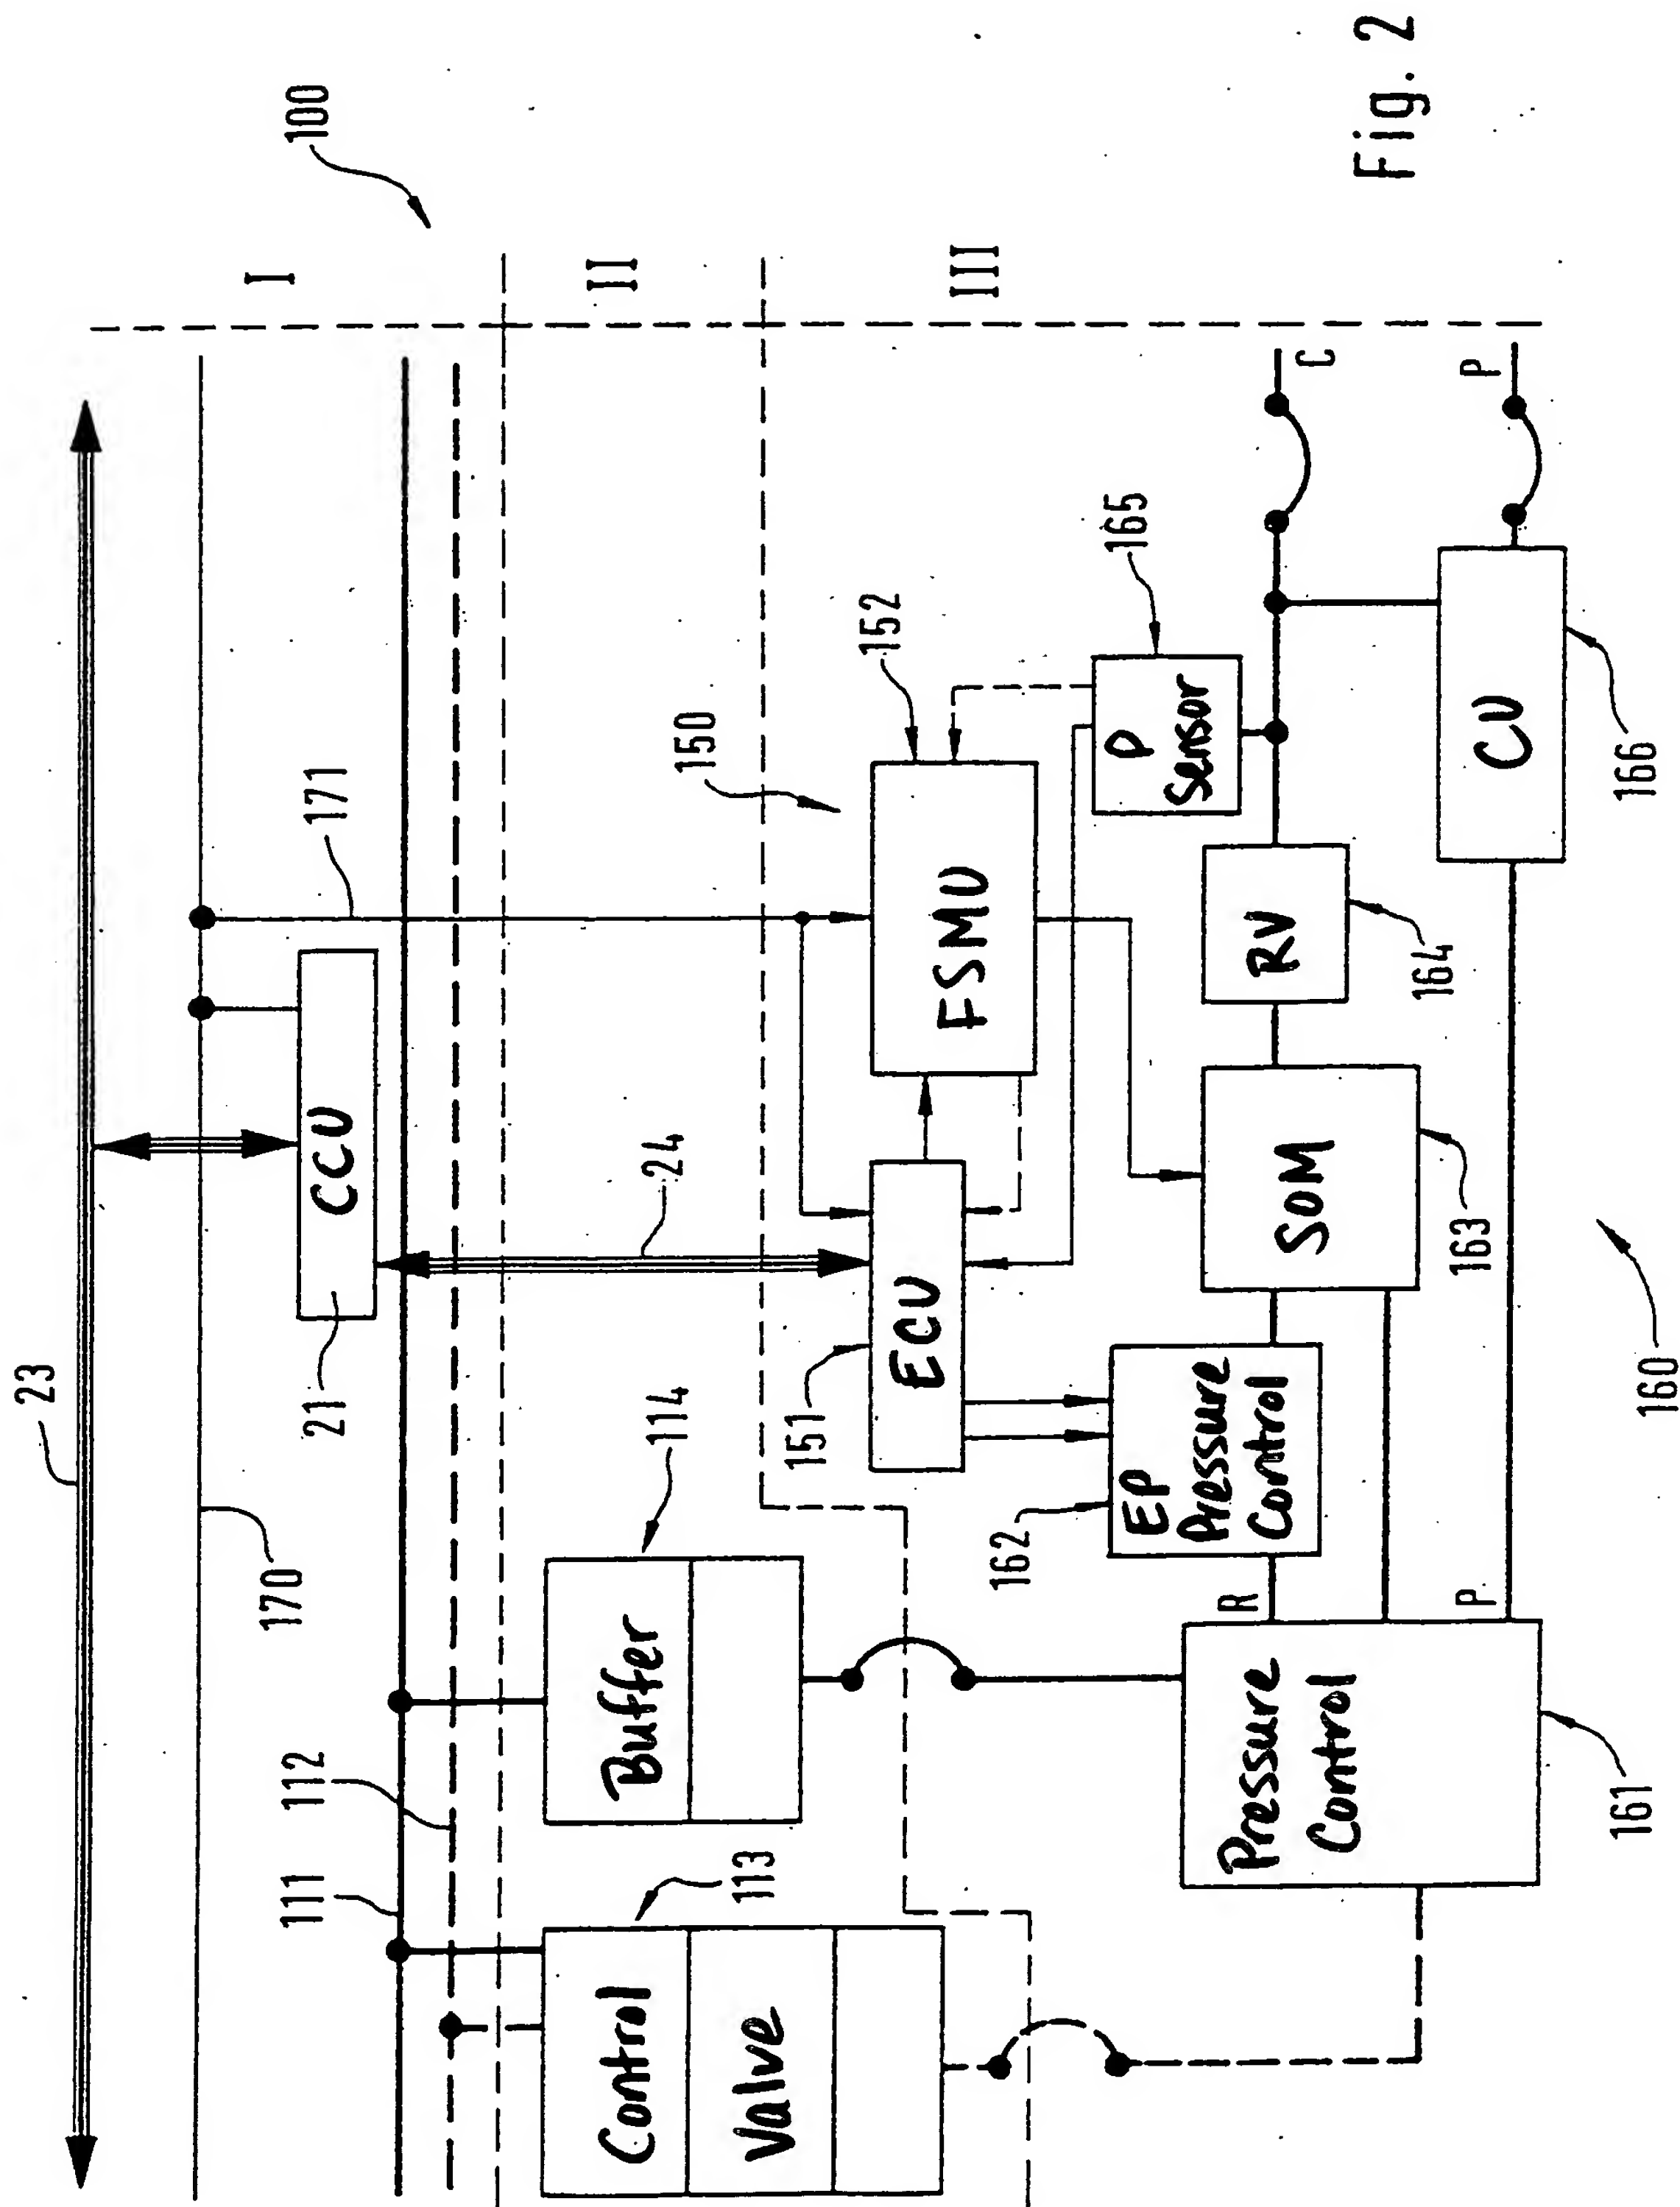 23
170
I
100
CCU
21
171
111
112
II
24
Control
Valve
113
Buffer
114
III
150
151
ECU
FSMU
152
162
EP
Pressure
Control
P
Sensor
165
R
P
Pressure
Control
161
SOM
163
RV
164
C
P
CU
166
160
Fig. 2